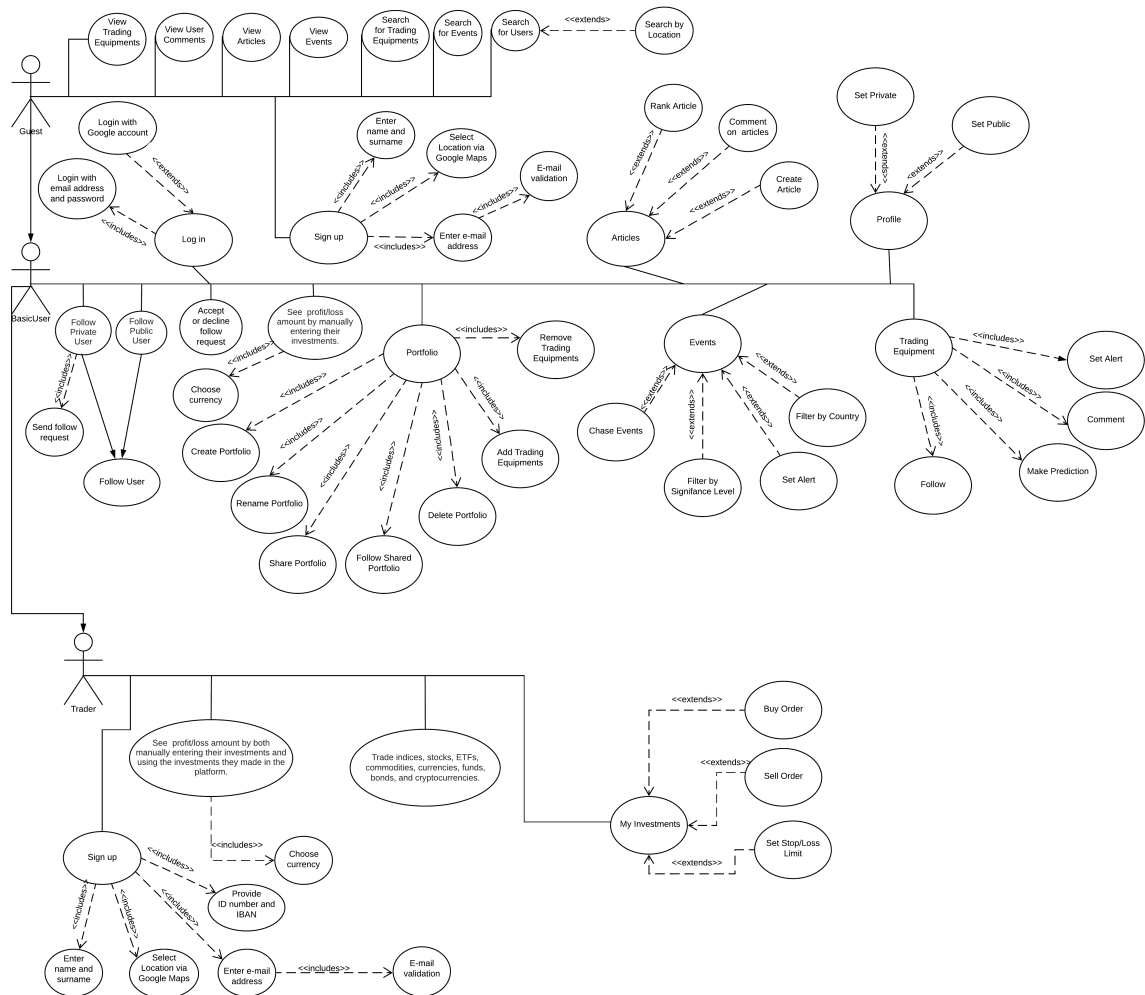 View
Trading
Equipments
View User
Comments
View
Articles
View
Events
Search
for Trading
Equipments
Search
for Events
Search
for Users
<<extends>>
Search by
Location
Guest
Login with
Google account
<<extends>>
Login with
email address
and password
<<includes>>
Log in
Enter
name and
surname
<<includes>>
Select
Location via
Google Maps
<<includes>>
E-mail
validation
<<includes>>
Sign up
<<includes>>
Enter e-mail
address
Rank Article
<<extends>>
Comment
on articles
<<extends>>
Create
Article
<<extends>>
Articles
Set Private
<<extends>>
Set Public
<<extends>>
Profile
BasicUser
Follow
Private
User
Follow
Public
User
<<includes>>
Send follow
request
Follow User
Accept
or decline
follow
request
See profit/loss
amount by manually
entering their
investments.
<<includes>>
Choose
currency
Portfolio
<<includes>>
Remove
Trading
Equipments
<<includes>>
Create Portfolio
<<includes>>
Rename Portfolio
<<includes>>
Share Portfolio
<<includes>>
Follow Shared
Portfolio
<<includes>>
Delete Portfolio
<<includes>>
Add Trading
Equipments
Events
<<extends>>
Chase Events
<<extends>>
Filter by
Signifance Level
<<extends>>
Set Alert
<<extends>>
Filter by Country
Trading
Equipment
<<includes>>
Set Alert
<<includes>>
Comment
<<includes>>
Make Prediction
<<includes>>
Follow
Trader
See profit/loss amount by both
manually entering their investments and
using the investments they made in the
platform.
<<includes>>
Choose
currency
Trade indices, stocks, ETFs,
commodities, currencies, funds,
bonds, and cryptocurrencies.
My Investments
<<extends>>
Buy Order
<<extends>>
Sell Order
<<extends>>
Set Stop/Loss
Limit
Sign up
<<includes>>
Provide
ID number and
IBAN
<<includes>>
Enter
name and
surname
<<includes>>
Select
Location via
Google Maps
<<includes>>
Enter e-mail
address
<<includes>>
E-mail
validation